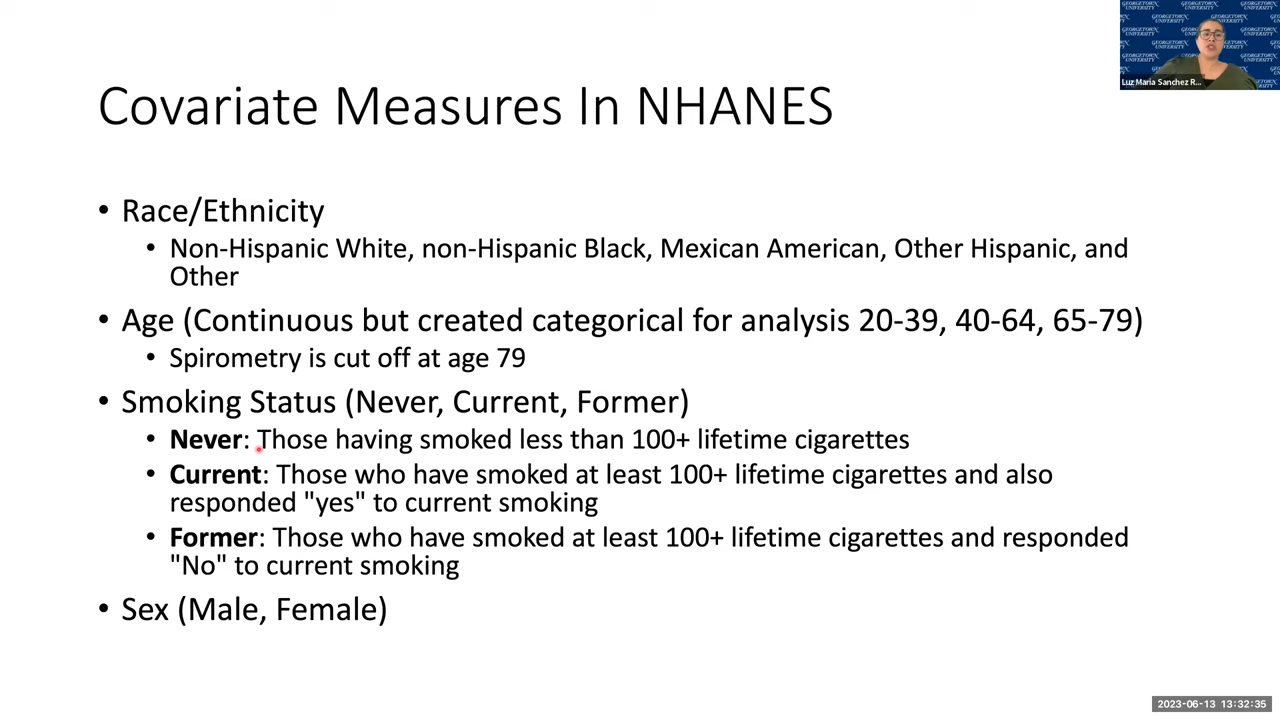 GEORGETOWN
UNIVERSITY
Luz Maria Sanchez R...
Covariate Measures In NHANES
• Race/Ethnicity
• Non-Hispanic White, non-Hispanic Black, Mexican American, Other Hispanic, and
Other
• Age (Continuous but created categorical for analysis 20-39, 40-64, 65-79)
• Spirometry is cut off at age 79
• Smoking Status (Never, Current, Former)
• Never: Those having smoked less than 100+ lifetime cigarettes
• Current: Those who have smoked at least 100+ lifetime cigarettes and also
responded "yes" to current smoking
• Former: Those who have smoked at least 100+ lifetime cigarettes and responded
"No" to current smoking
• Sex (Male, Female)
2023-06-13 13:32:35